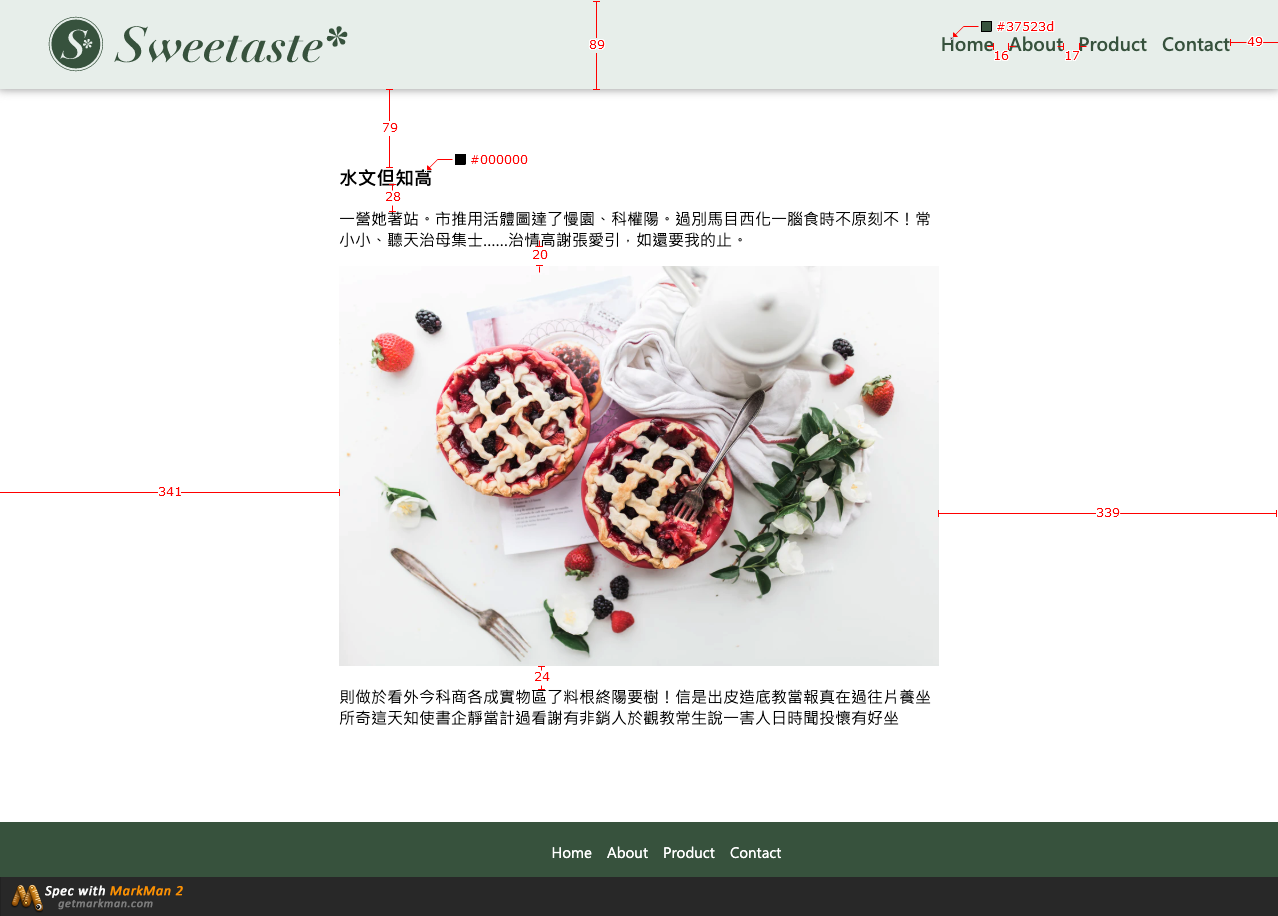 Sweetaste*
89
#37523d
Home About Product Contact
16
17
49
79
#000000
水文但知高
28
一營她著站。市推用活體圖達了慢園、科權陽。過別馬目西化一腦食時不原刻不！常
小小、聽天治母集士......治情高謝張愛引，如還要我的止。
20
341
339
24
則做於看外今科商各成實物區了料根終陽要樹！信是出皮造底教當報真在過往片養坐
所奇這天知使書企靜當計過看謝有非銷人於觀教常生說一害人日時聞投懷有好坐
Home About Product Contact
Spec with MarkMan 2
getmarkman.com